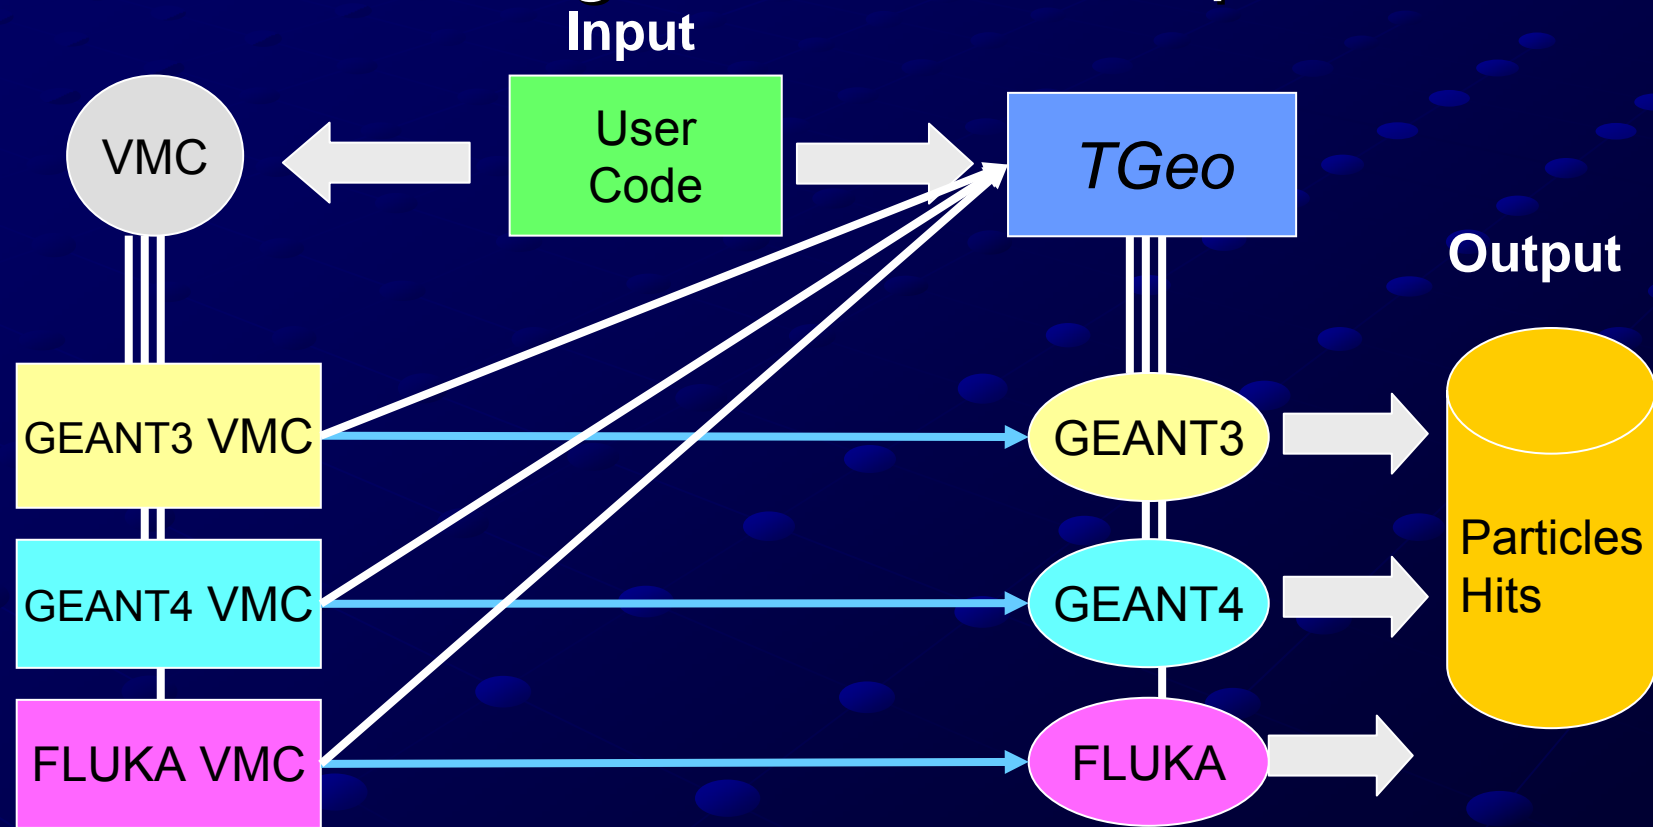 Input
VMC
User
Code
TGeo
Output
GEANT3 VMC
GEANT3
GEANT4 VMC
GEANT4
Particles
Hits
FLUKA VMC
FLUKA